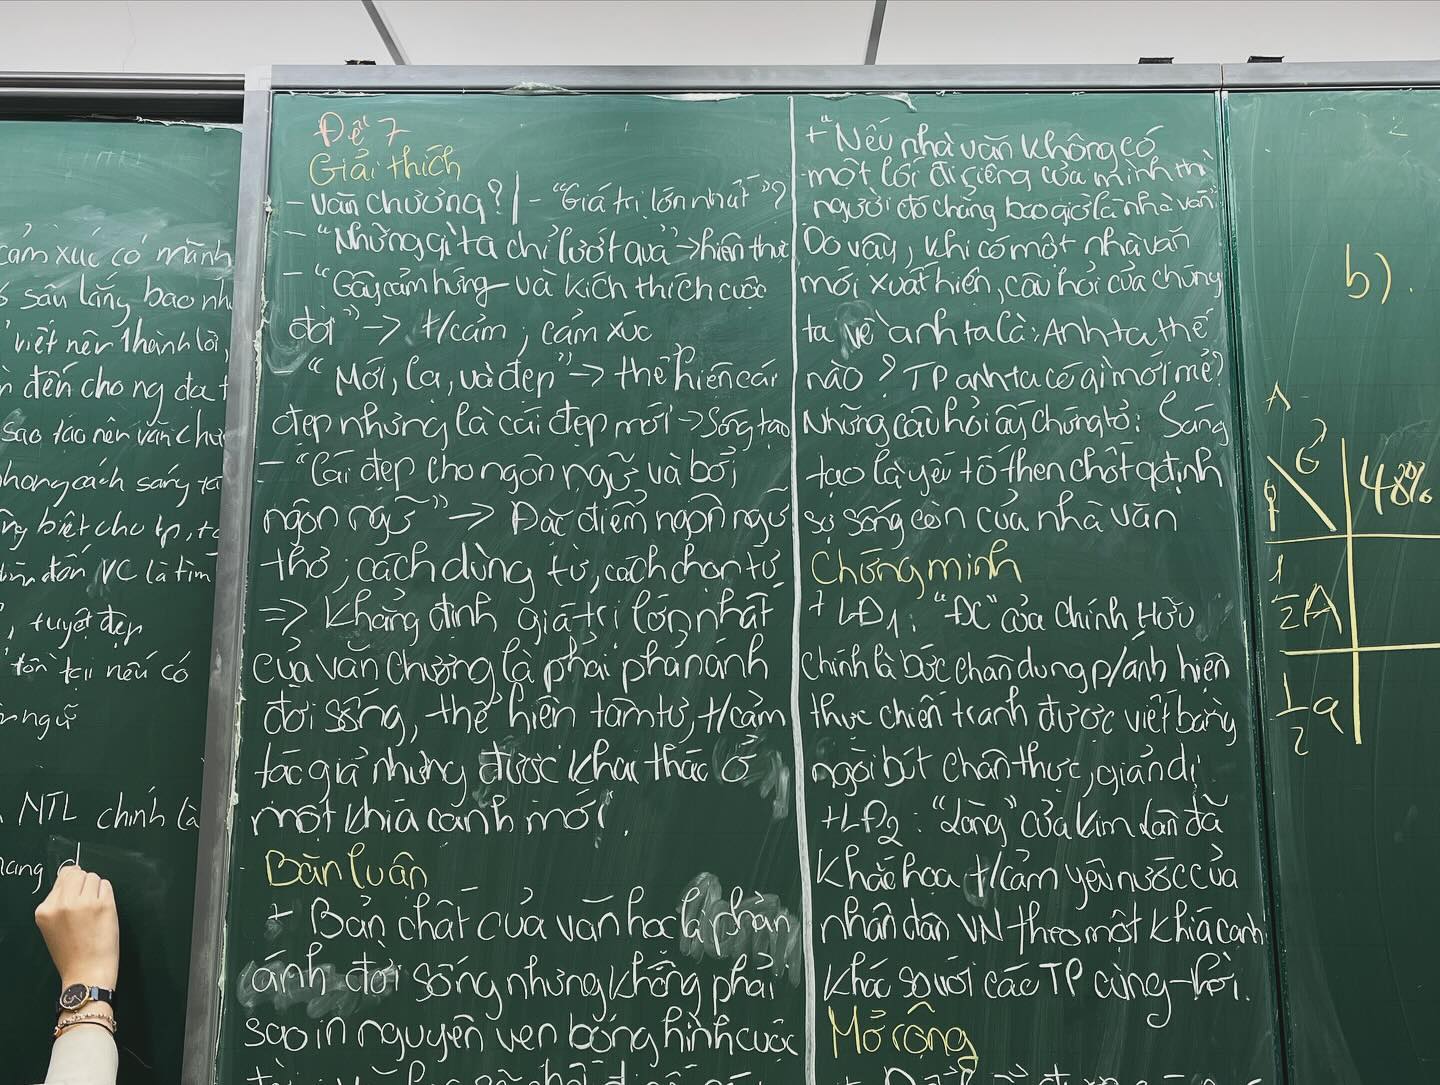 cảm xúc có mãnh
sâu lắng bao nh
viết nên thành lời,
đến cho ng đa t
sao tạo nên văn chư
phong cách sáng tạ
biệt cho tp, tá
VC là tìm
, tuyệt đẹp
tồn tại nếu có
ngữ
NTL chính là
mang đ
Đề 7
Giải thích
- văn chương? | - "Giá trị lớn nhất"?
- "Những gì ta chỉ lướt qua" -> hiện thực
- "Gây cảm hứng và kích thích cuộc
đời" -> t/cảm, cảm xúc
"Mới, lạ, và đẹp" -> thể hiện cái
đẹp nhưng là cái đẹp mới -> Sáng tạo
- "Cái đẹp cho ngôn ngữ và bởi
ngôn ngữ" -> Đặc điểm ngôn ngữ
thơ, cách dùng từ, cách chọn từ
=> Khẳng định giá trị lớn nhất
của văn chương là phải phản ánh
đời sống, thể hiện tâm tư, t/cảm
tác giả nhưng được khai thác ở
một khía cạnh mới.
Bàn luận
+ Bản chất của văn học là phản
ánh đời sống nhưng không phải
sao in nguyên vẹn bóng hình cuộc
+ "Nếu nhà văn không có
một lối đi riêng của mình thì
người đó chẳng bao giờ là nhà văn"
Do vậy, khi có một nhà văn
mới xuất hiện, câu hỏi của chúng
ta về anh ta là: Anh ta thế
nào? TP anh ta có gì mới mẻ?
Những câu hỏi ấy chứng tỏ: Sáng
tạo là yếu tố then chốt qđịnh
sự sống còn của nhà văn
Chứng minh
+ LĐ1: "ĐC" của Chính Hữu
chính là bức chân dung p/ánh hiện
thực chiến tranh được viết bằng
ngòi bút chân thực, giản dị.
+ LĐ2: "Làng" của Kim Lân đã
khắc họa t/cảm yêu nước của
nhân dân VN theo một khía cạnh
khác so với các TP cùng thời.
Mở rộng
b).
48%
1/2 A
1/2 a